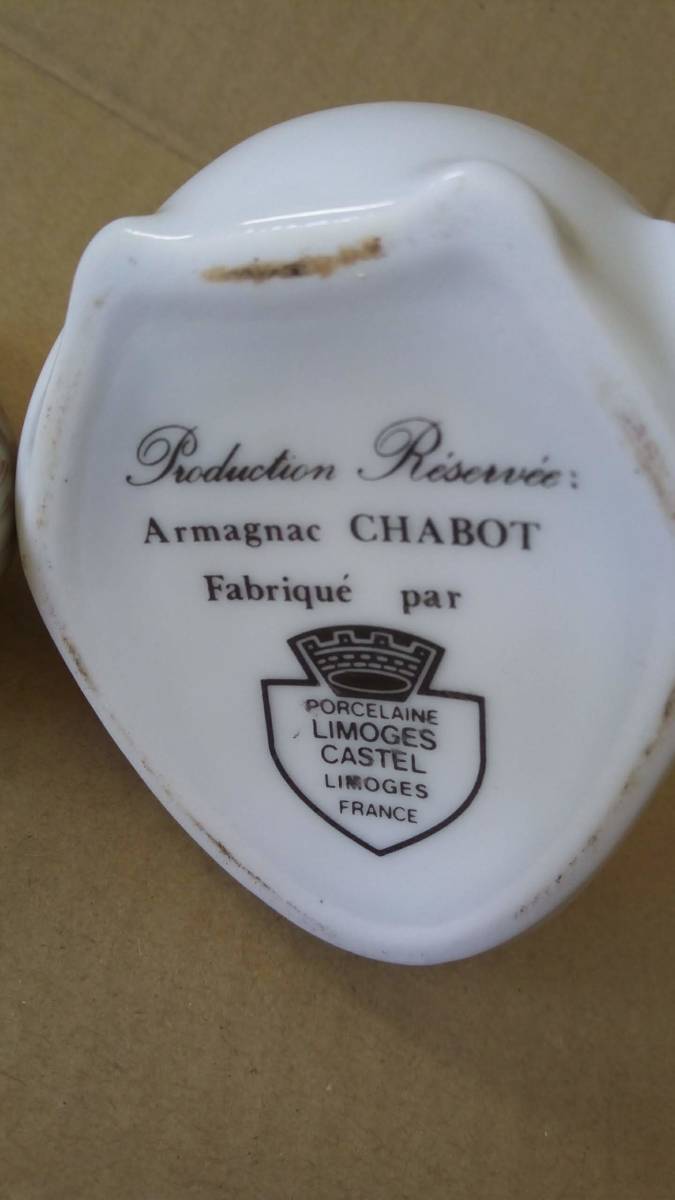 Production Réservée:
Armagnac CHABOT
Fabriqué par
PORCELAINE
LIMOGES
CASTEL
LIMOGES
FRANCE